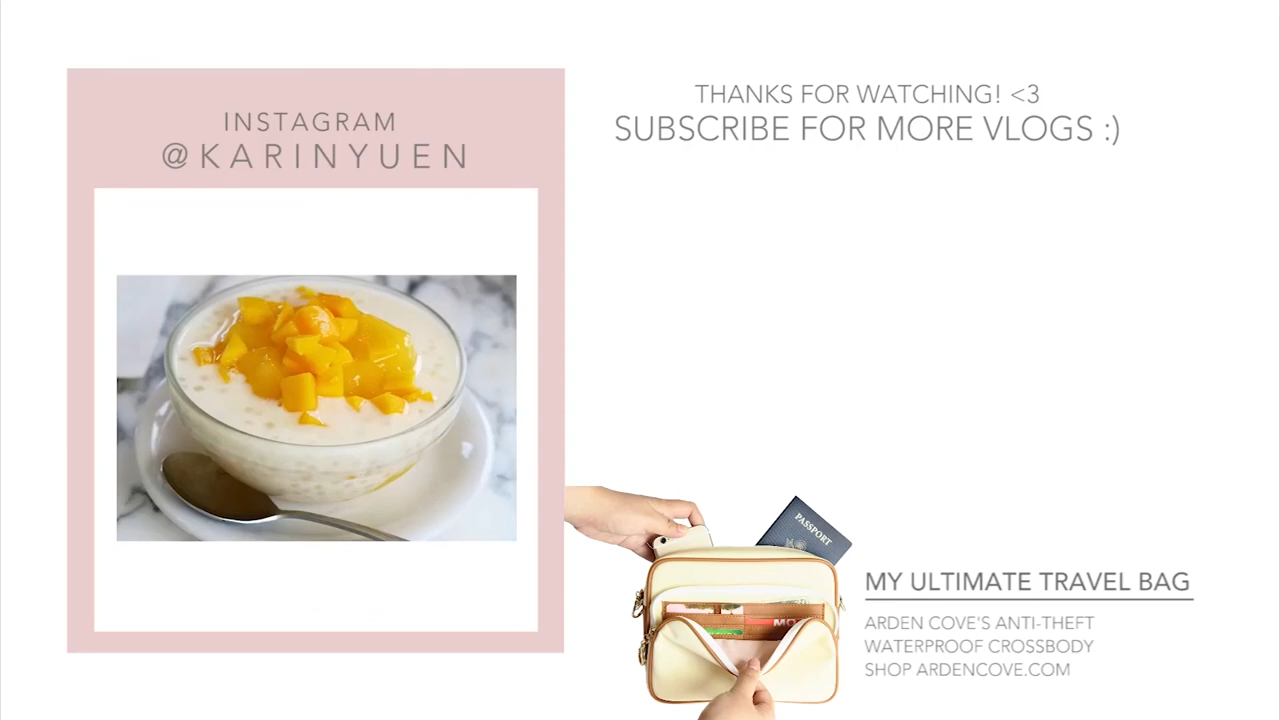 INSTAGRAM
@KARINYUEN
THANKS FOR WATCHING! <3
SUBSCRIBE FOR MORE VLOGS :)
PASSPORT
MY ULTIMATE TRAVEL BAG
ARDEN COVE'S ANTI-THEFT
WATERPROOF CROSSBODY
SHOP ARDENCOVE.COM